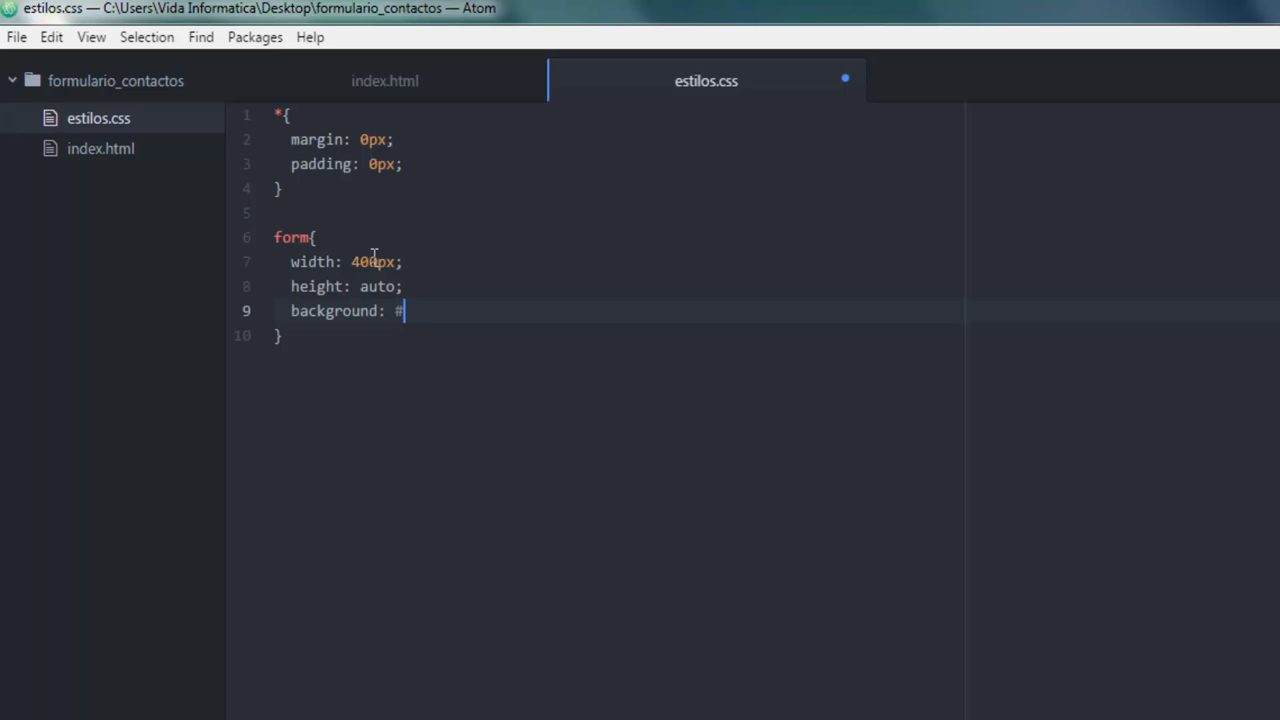 estilos.css — C:\Users\Vida Informatica\Desktop\formulario_contactos — Atom
File Edit View Selection Find Packages Help
formulario_contactos
index.html
estilos.css
estilos.css
index.html
1 *{
2 margin: 0px;
3 padding: 0px;
4 }
5
6 form{
7 width: 400px;
8 height: auto;
9 background: #
10 }